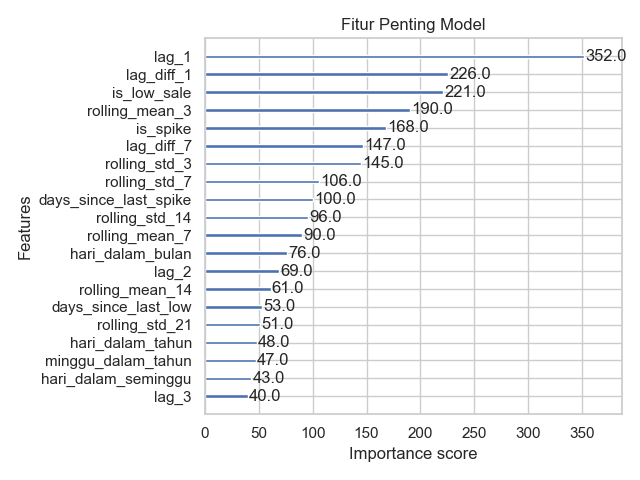 Fitur Penting Model
Features
lag_1 352.0
lag_diff_1 226.0
is_low_sale 221.0
rolling_mean_3 190.0
is_spike 168.0
lag_diff_7 147.0
rolling_std_3 145.0
rolling_std_7 106.0
days_since_last_spike 100.0
rolling_std_14 96.0
rolling_mean_7 90.0
hari_dalam_bulan 76.0
lag_2 69.0
rolling_mean_14 61.0
days_since_last_low 53.0
rolling_std_21 51.0
hari_dalam_tahun 48.0
minggu_dalam_tahun 47.0
hari_dalam_seminggu 43.0
lag_3 40.0
0 50 100 150 200 250 300 350
Importance score